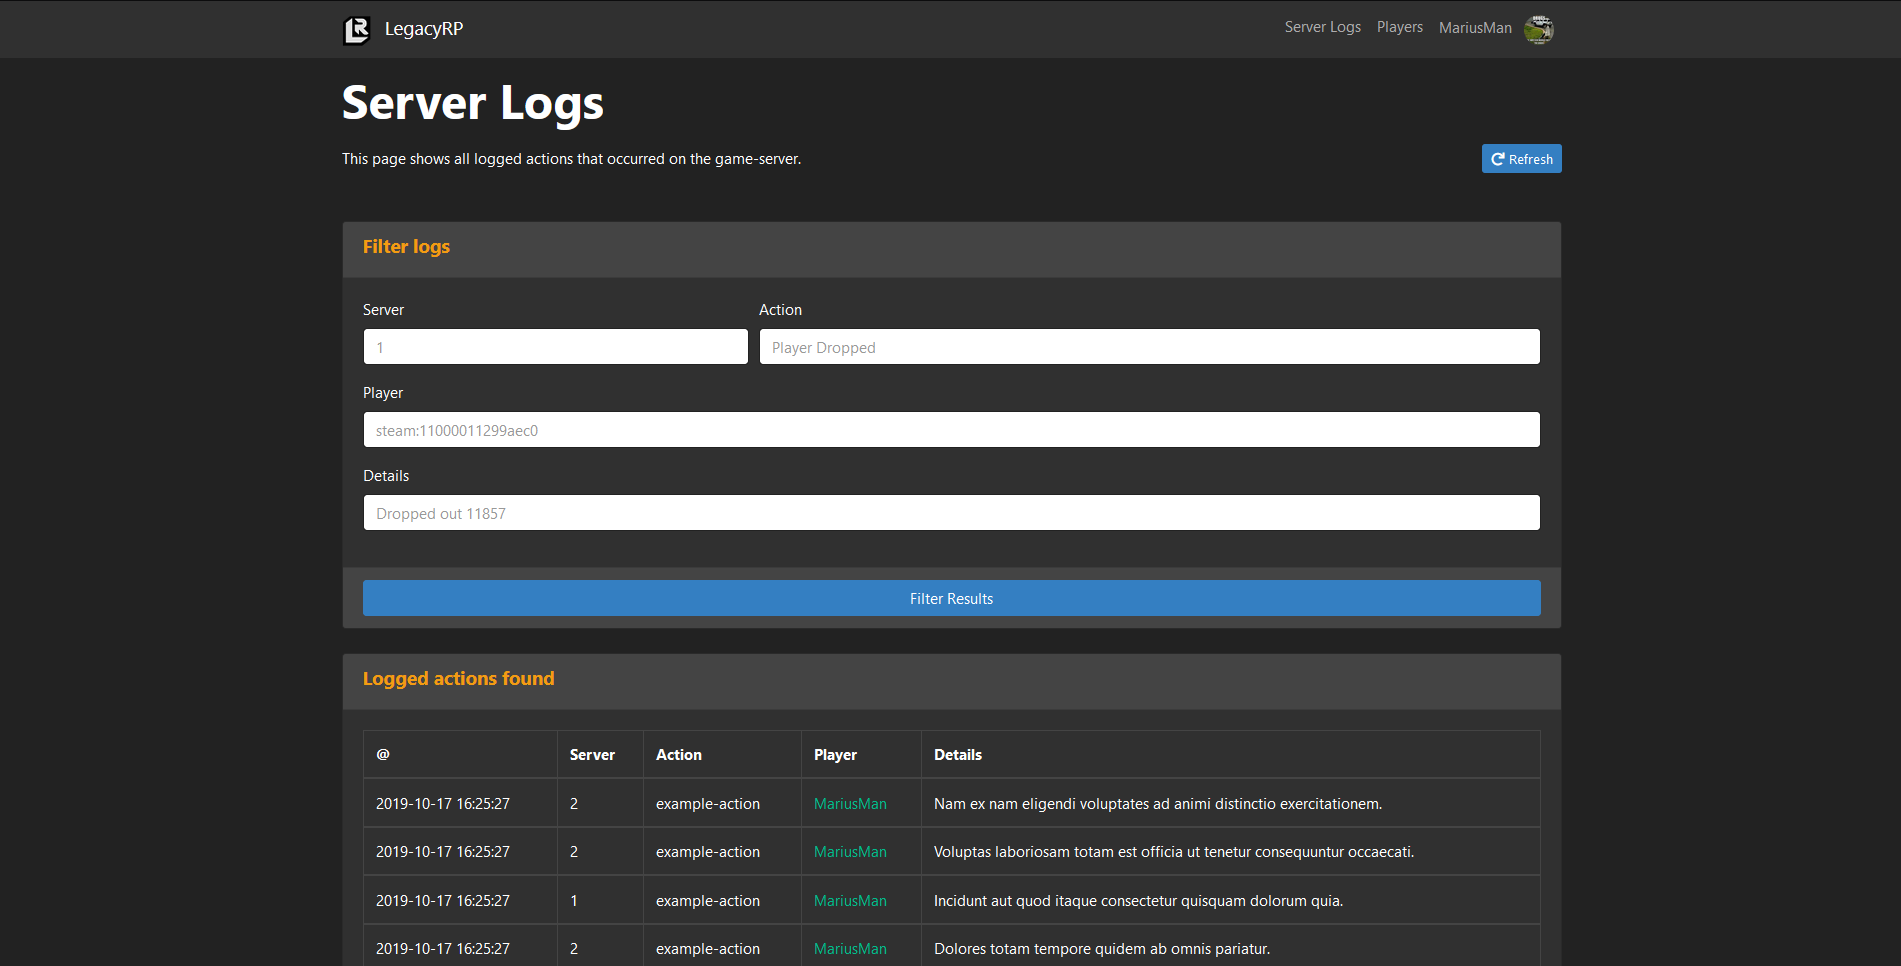 LegacyRP
Server Logs Players MariusMan
Server Logs
This page shows all logged actions that occurred on the game-server.
Refresh
Filter logs
Server Action
1 Player Dropped
Player
steam:11000011299aec0
Details
Dropped out 11857
Filter Results
Logged actions found
@ Server Action Player Details
2019-10-17 16:25:27 2 example-action MariusMan Nam ex nam eligendi voluptates ad animi distinctio exercitationem.
2019-10-17 16:25:27 2 example-action MariusMan Voluptas laboriosam totam est officia ut tenetur consequuntur occaecati.
2019-10-17 16:25:27 1 example-action MariusMan Incidunt aut quod itaque consectetur quisquam dolorum quia.
2019-10-17 16:25:27 2 example-action MariusMan Dolores totam tempore quidem ab omnis pariatur.